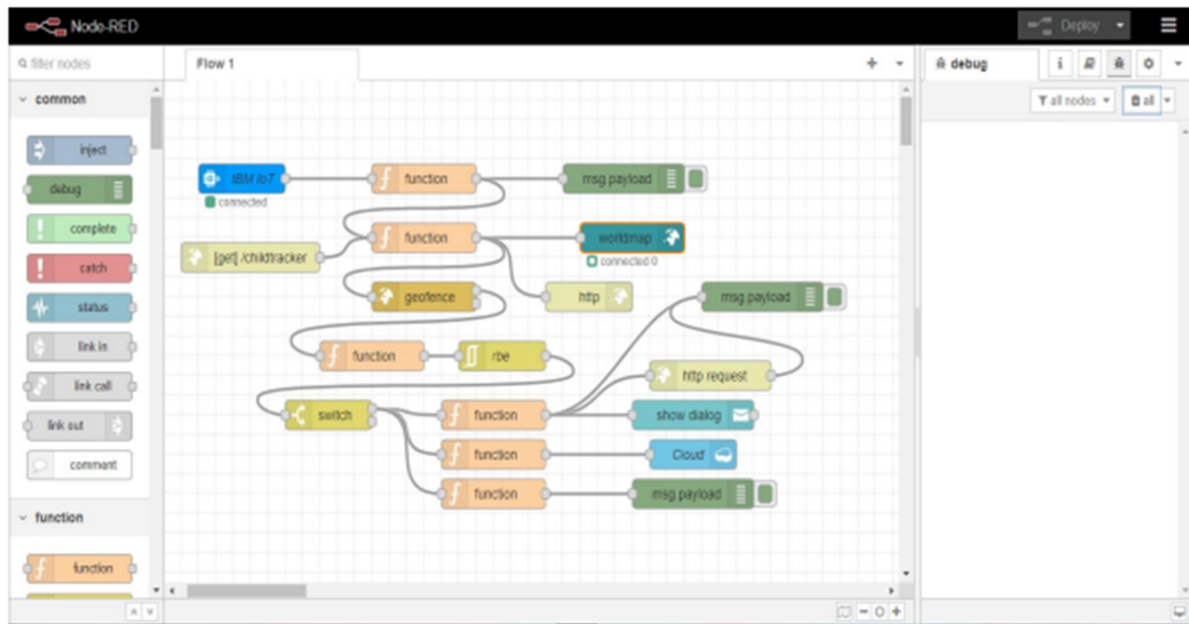 Node-RED
Deploy
filter nodes
Flow 1
debug
i
common
all nodes
all
inject
debug
complete
catch
status
link in
link call
link out
comment
function
function
IBM IoT
connected
function
msg.payload
[get] /childtracker
function
worldmap
connected 0
geofence
http
msg.payload
function
rbe
http request
switch
function
show dialog
function
Cloud
function
msg.payload